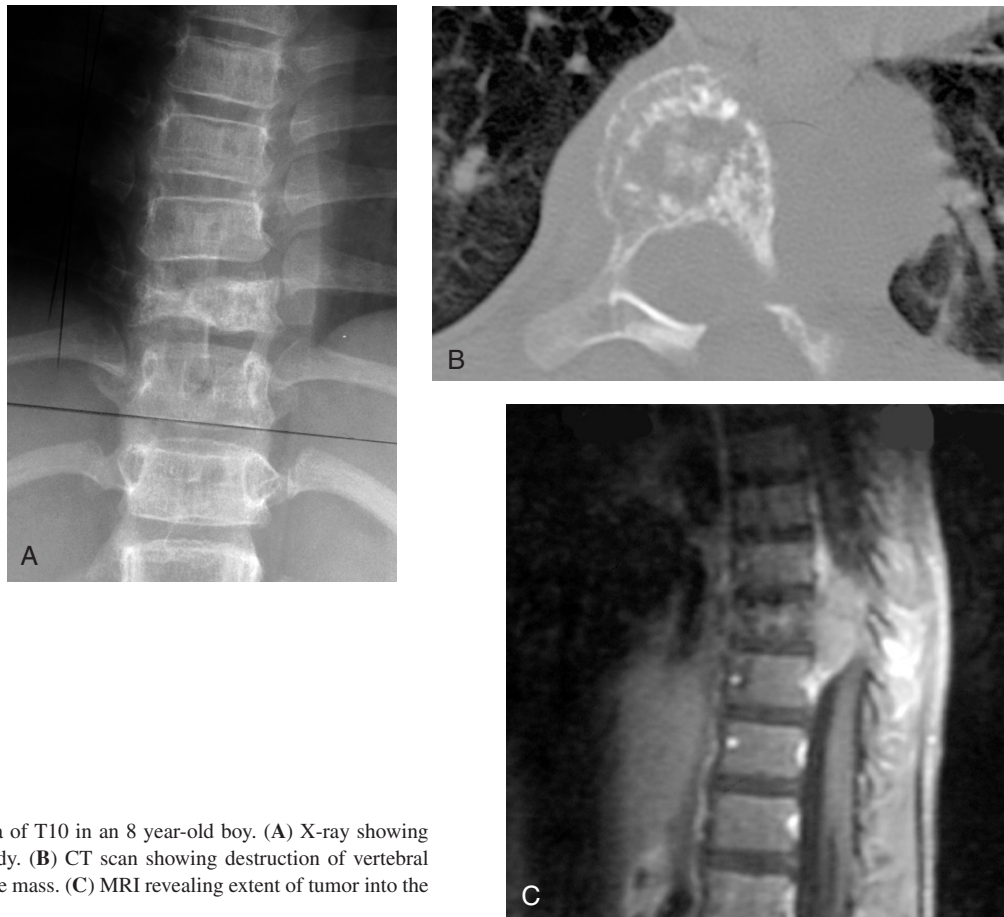 A
B
C
of T10 in an 8 year-old boy. (A) X-ray showing
(B) CT scan showing destruction of vertebral
mass. (C) MRI revealing extent of tumor into the